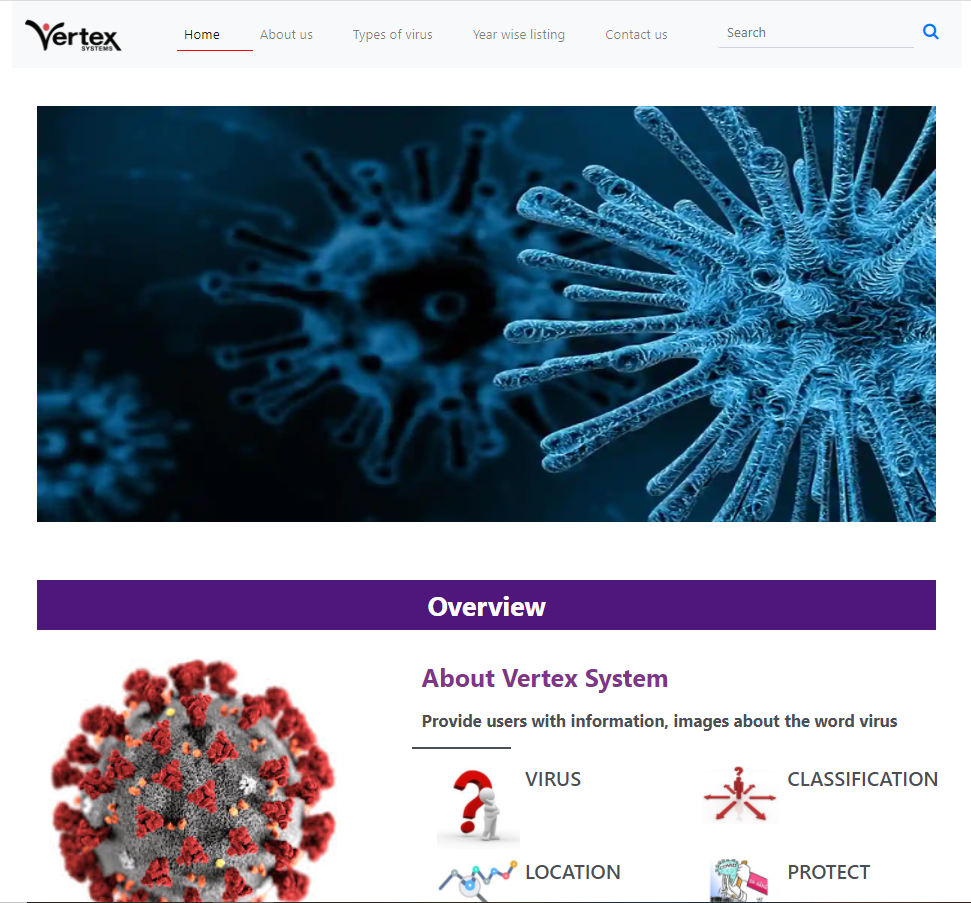 Vertex
SYSTEMS
Home
About us
Types of virus
Year wise listing
Contact us
Search
Overview
About Vertex System
Provide users with information, images about the word virus
VIRUS
CLASSIFICATION
LOCATION
PROTECT